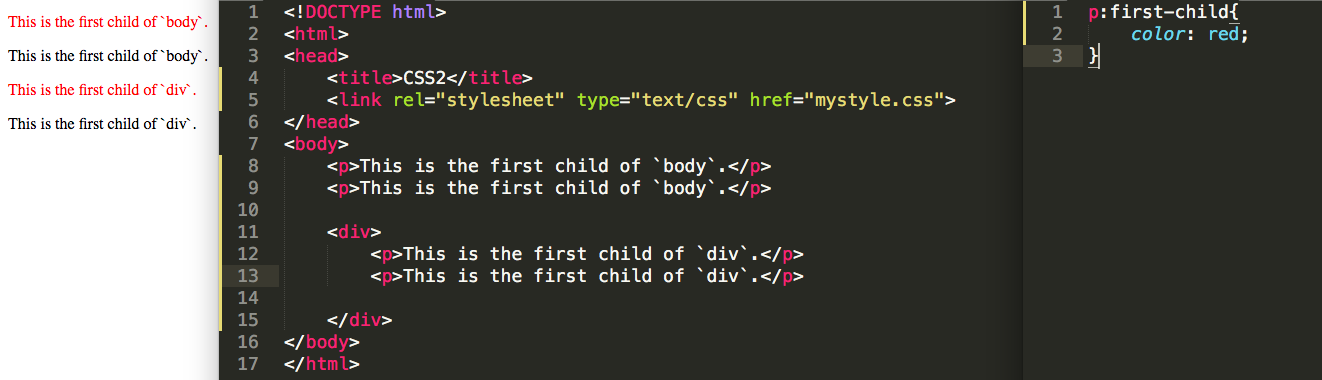 This is the first child of `body`.
This is the first child of `body`.
This is the first child of `div`.
This is the first child of `div`.
1 <!DOCTYPE html>
2 <html>
3 <head>
4     <title>CSS2</title>
5     <link rel="stylesheet" type="text/css" href="mystyle.css">
6 </head>
7 <body>
8     <p>This is the first child of `body`.</p>
9     <p>This is the first child of `body`.</p>
10
11     <div>
12         <p>This is the first child of `div`.</p>
13         <p>This is the first child of `div`.</p>
14
15     </div>
16 </body>
17 </html>
1 p:first-child{
2     color: red;
3 }